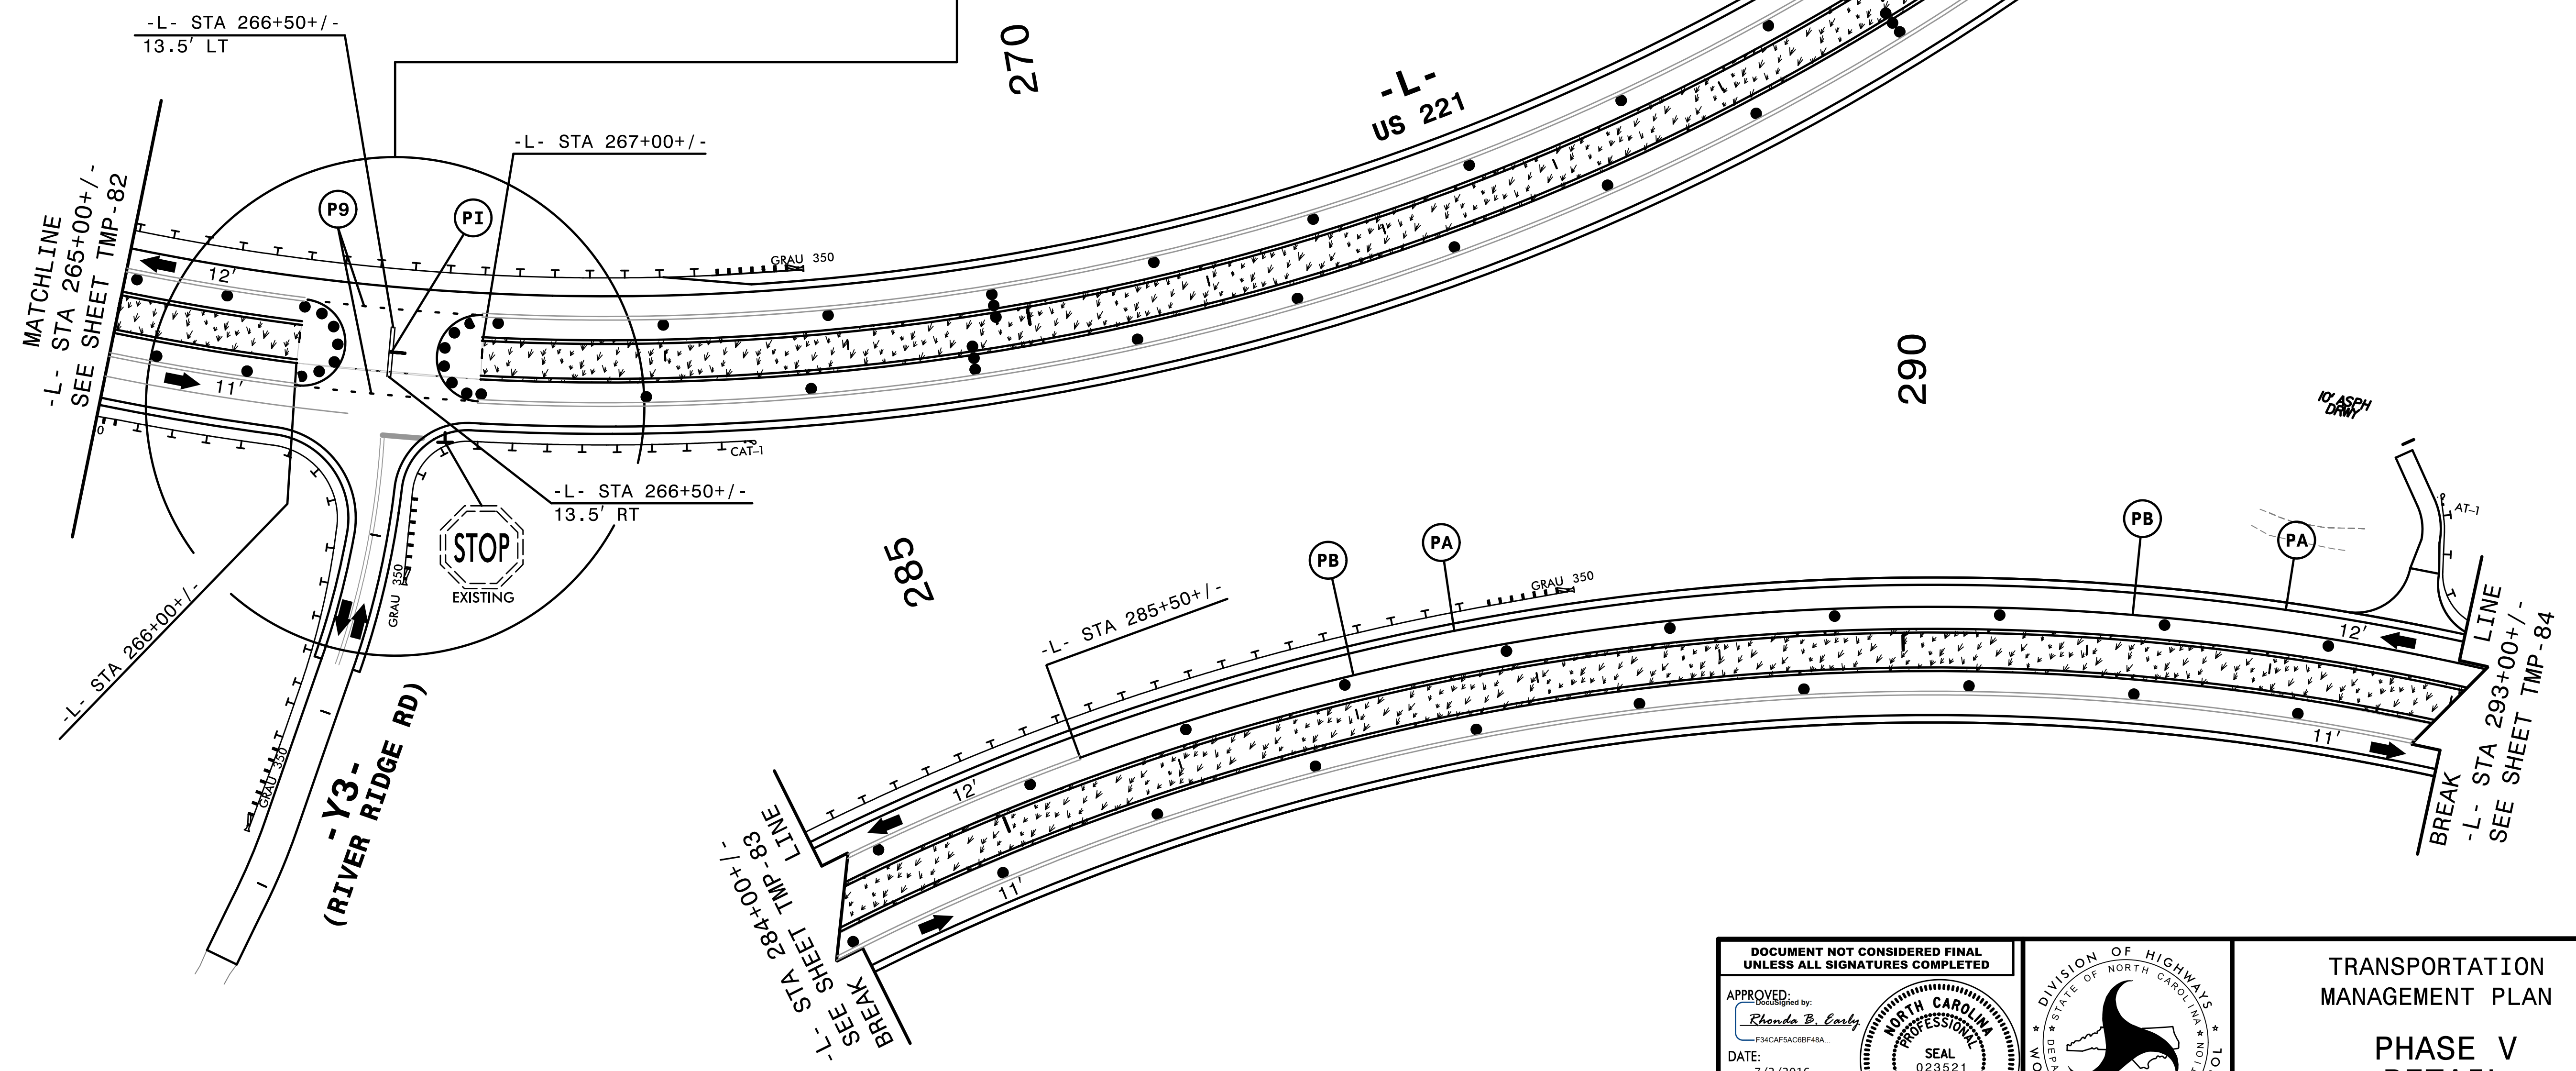 -L- STA 266+50+/-
13.5' LT
270
-L-
US 221
-L- STA 267+00+/-
P9
PI
MATCHLINE
-L- STA 265+00+/-
SEE SHEET TMP-82
12'
11'
GRAU 350
CAT-1
-L- STA 266+50+/-
13.5' RT
STOP
EXISTING
GRAU 350
-L- STA 266+00+/-
GRAU 350
-Y3-
(RIVER RIDGE RD)
290
10' ASPH
DRWY
285
PB
PA
PB
PA
AT-1
-L- STA 285+50+/-
GRAU 350
12'
11'
12'
11'
BREAK LINE
-L- STA 284+00+/-
SEE SHEET TMP-83
BREAK LINE
-L- STA 293+00+/-
SEE SHEET TMP-84
DOCUMENT NOT CONSIDERED FINAL
UNLESS ALL SIGNATURES COMPLETED
APPROVED:
DocuSigned by:
Rhonda B. Early
F34CAF5AC6BF48A...
DATE:
NORTH CAROLINA
PROFESSIONAL
SEAL
023521
DIVISION OF HIGHWAYS
STATE OF NORTH CAROLINA
TRANSPORTATION
MANAGEMENT PLAN
PHASE V